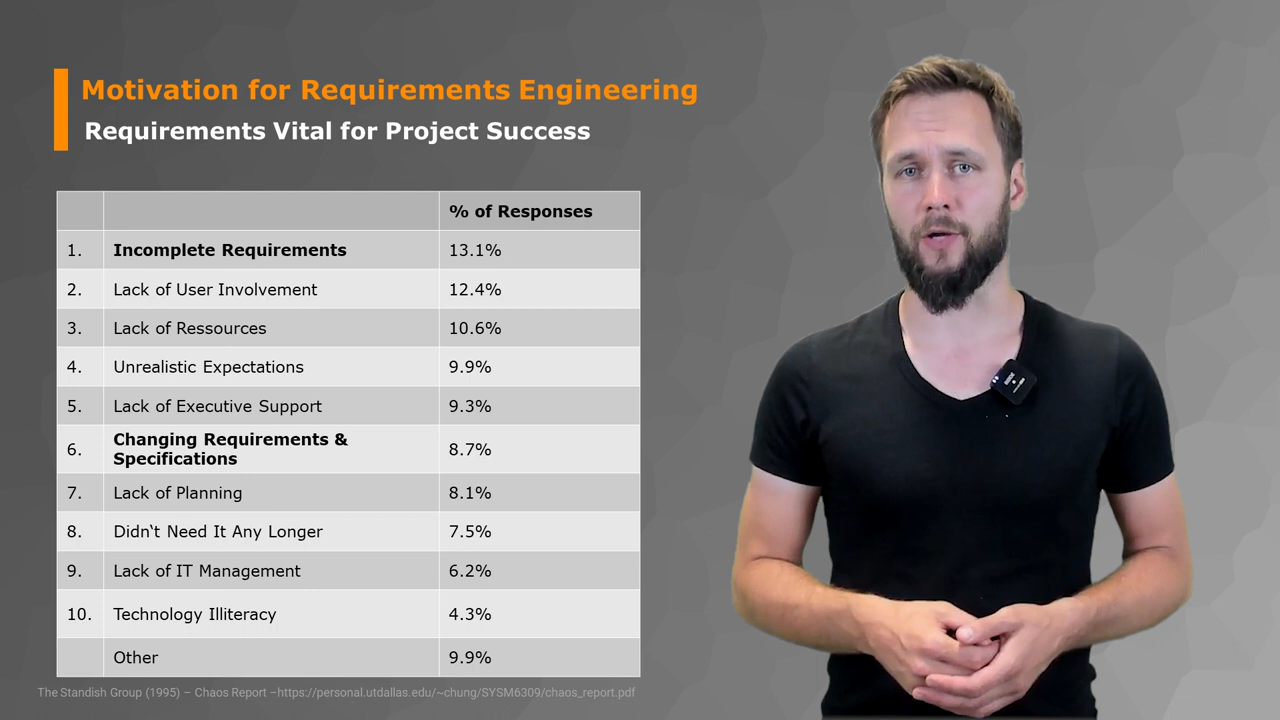 Motivation for Requirements Engineering
Requirements Vital for Project Success
% of Responses
1. Incomplete Requirements 13.1%
2. Lack of User Involvement 12.4%
3. Lack of Ressources 10.6%
4. Unrealistic Expectations 9.9%
5. Lack of Executive Support 9.3%
6. Changing Requirements & Specifications 8.7%
7. Lack of Planning 8.1%
8. Didn‘t Need It Any Longer 7.5%
9. Lack of IT Management 6.2%
10. Technology Illiteracy 4.3%
Other 9.9%
The Standish Group (1995) – Chaos Report –https://personal.utdallas.edu/~chung/SYSM6309/chaos_report.pdf